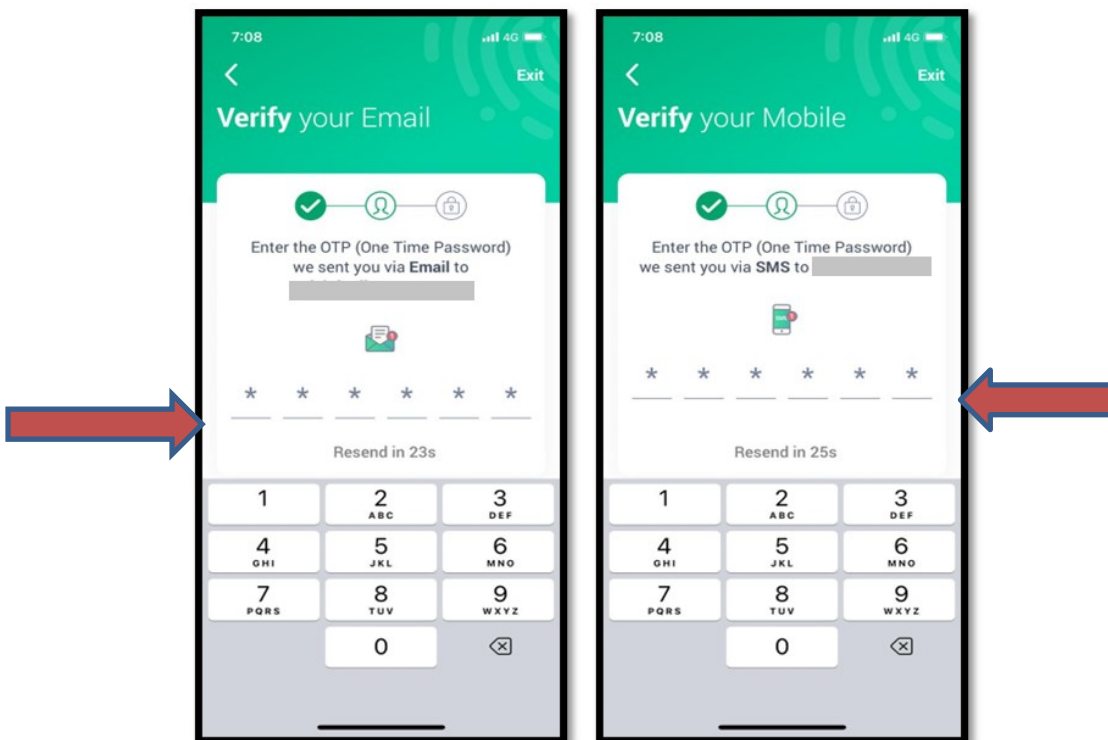 7:08 4G
Exit
Verify your Email
Enter the OTP (One Time Password)
we sent you via Email to
* * * * * *
Resend in 23s
1 2 3
ABC DEF
4 5 6
GHI JKL MNO
7 8 9
PQRS TUV WXYZ
0
7:08 4G
Exit
Verify your Mobile
Enter the OTP (One Time Password)
we sent you via SMS to
* * * * * *
Resend in 25s
1 2 3
ABC DEF
4 5 6
GHI JKL MNO
7 8 9
PQRS TUV WXYZ
0